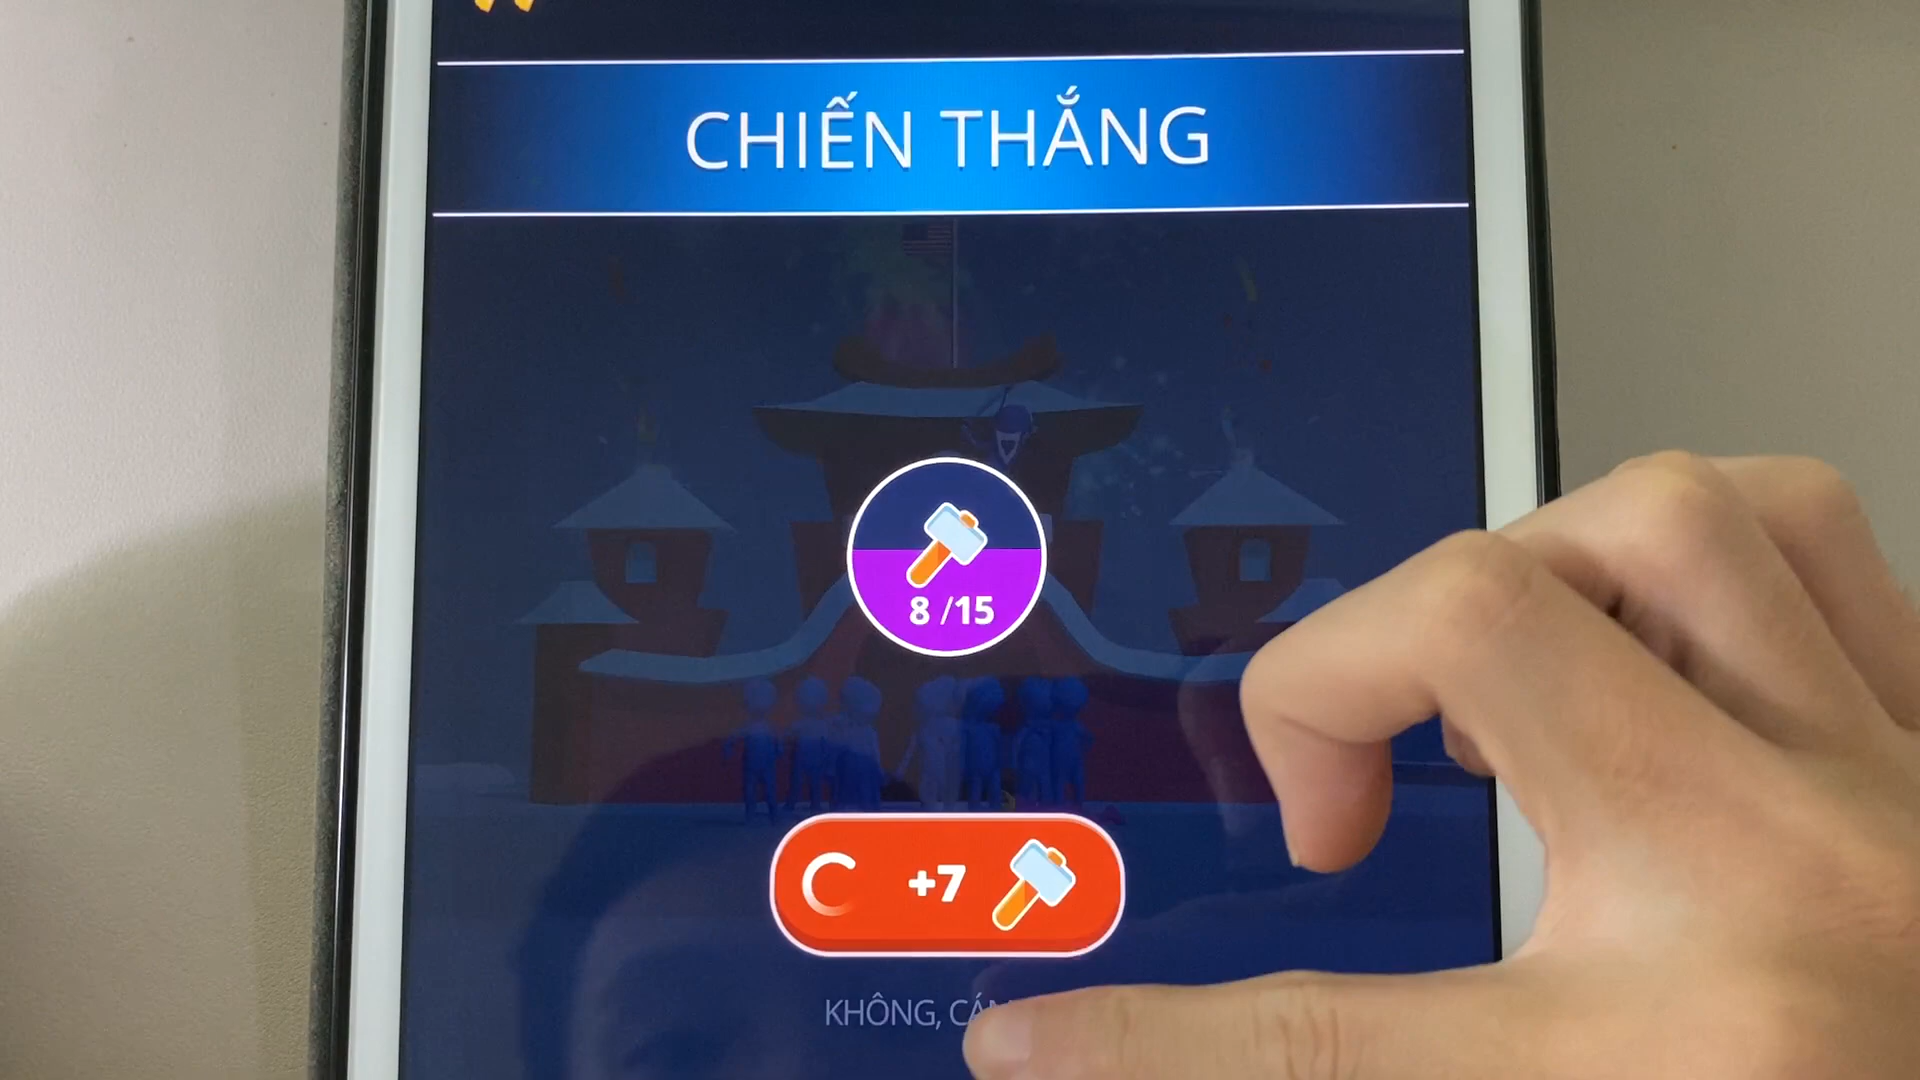 CHIẾN THẮNG
8 /15
+7
KHÔNG,